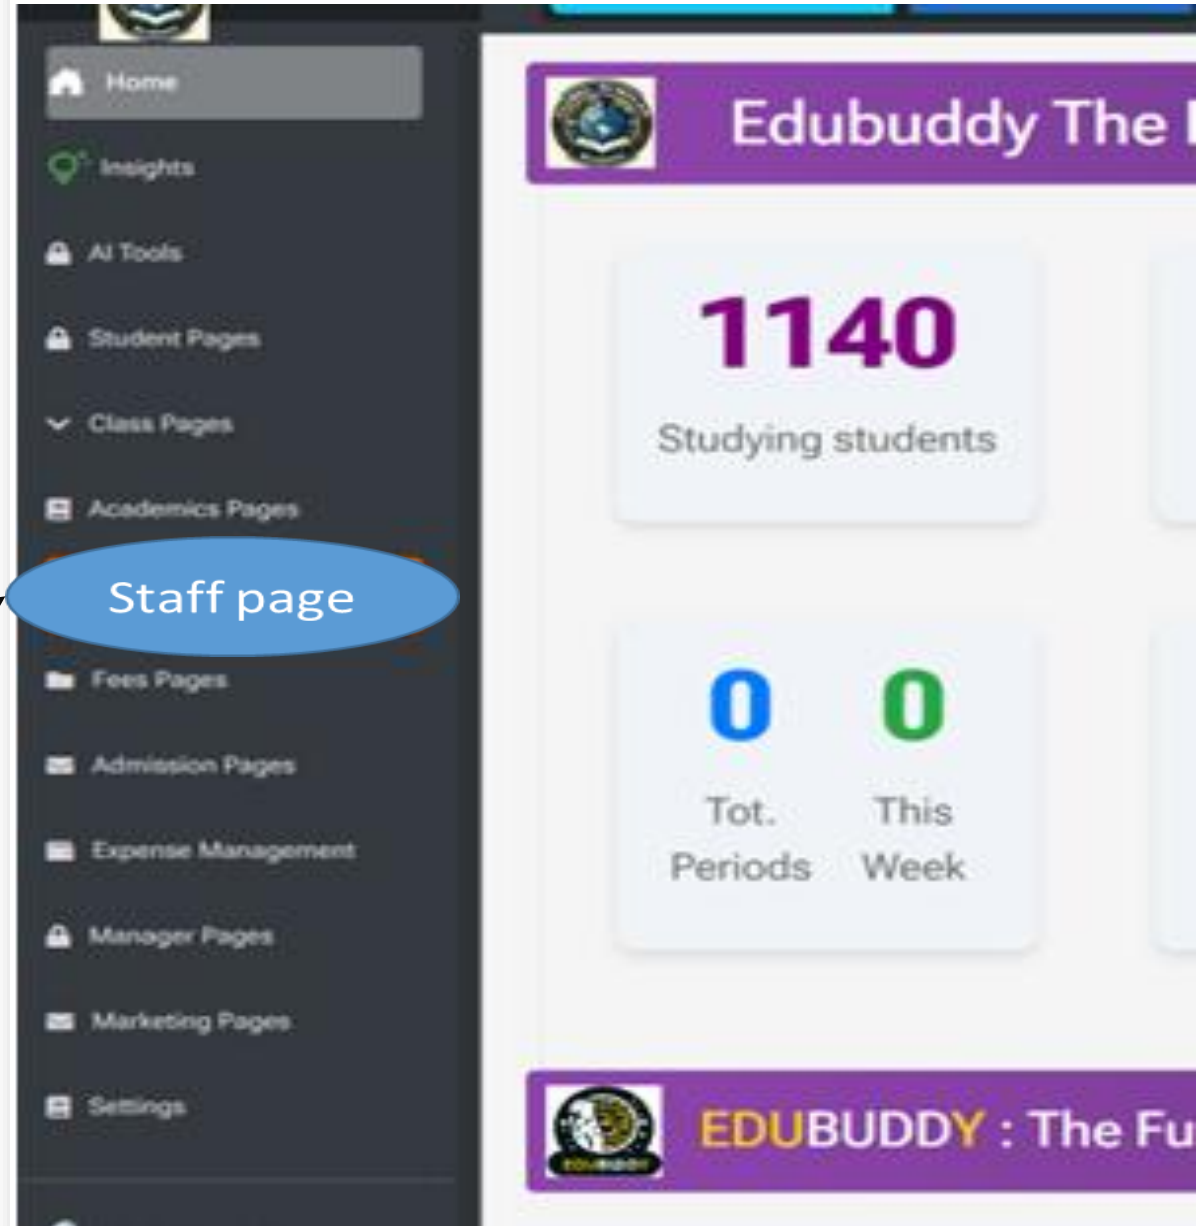 Home
Insights
AI Tools
Student Pages
Class Pages
Academics Pages
Staff page
Fees Pages
Admission Pages
Expense Management
Manager Pages
Marketing Pages
Settings
Edubuddy The
1140
Studying students
0 0
Tot. This
Periods Week
EDUBUDDY : The Fu
EDUBUDDY